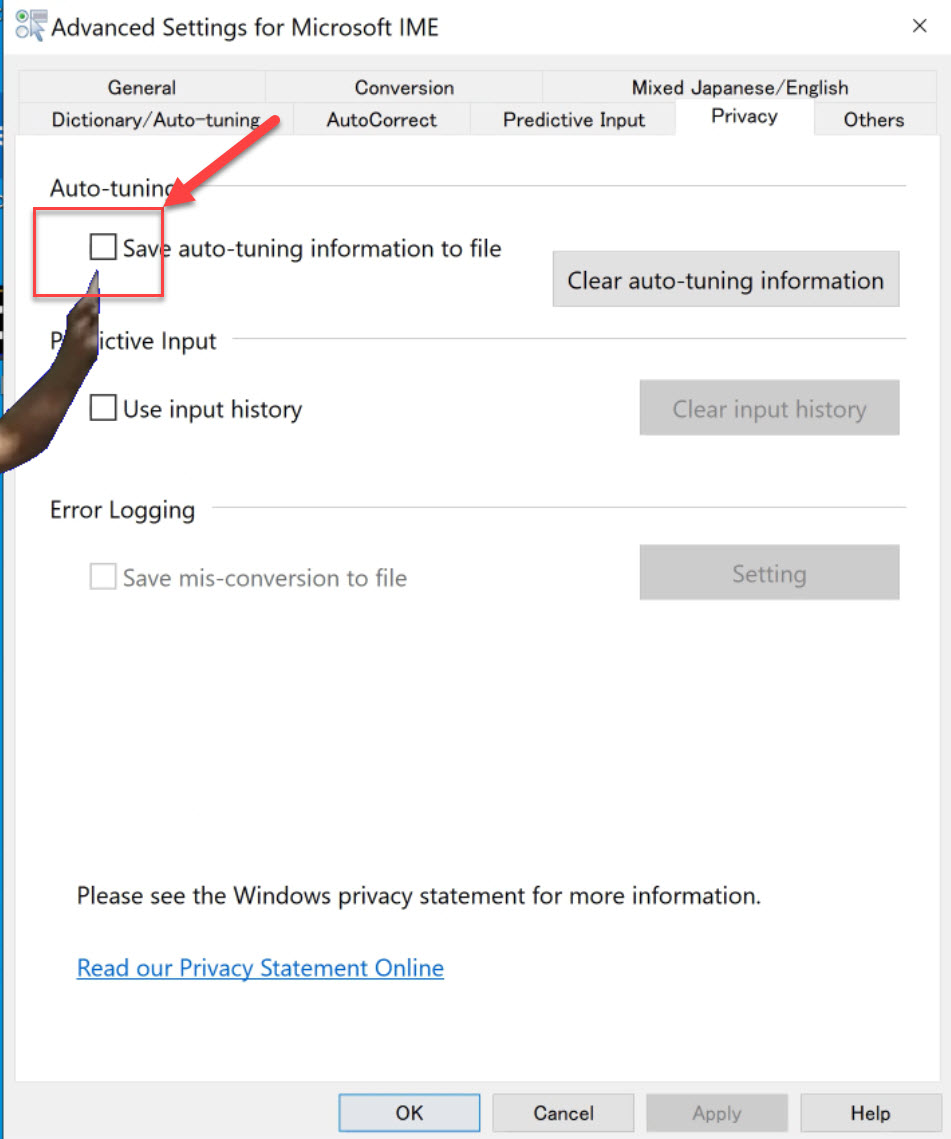 Advanced Settings for Microsoft IME
General Conversion Mixed Japanese/English
Dictionary/Auto-tuning AutoCorrect Predictive Input Privacy Others
Auto-tuning
Save auto-tuning information to file
Clear auto-tuning information
P ictive Input
Use input history
Clear input history
Error Logging
Save mis-conversion to file
Setting
Please see the Windows privacy statement for more information.
Read our Privacy Statement Online
OK Cancel Apply Help